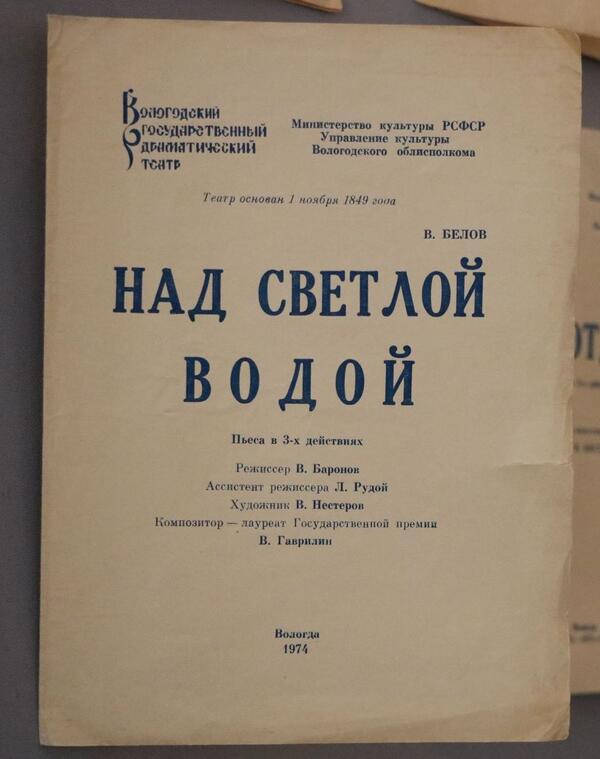 Вологодский
государственный
драматический
театр
Министерство культуры РСФСР
Управление культуры
Вологодского облисполкома
Театр основан 1 ноября 1849 года
В. БЕЛОВ
НАД СВЕТЛОЙ
ВОДОЙ
Пьеса в 3-х действиях
Режиссер В. Баронов
Ассистент режиссера Л. Рудой
Художник В. Нестеров
Композитор — лауреат Государственной премии
В. Гаврилин
Вологда
1974